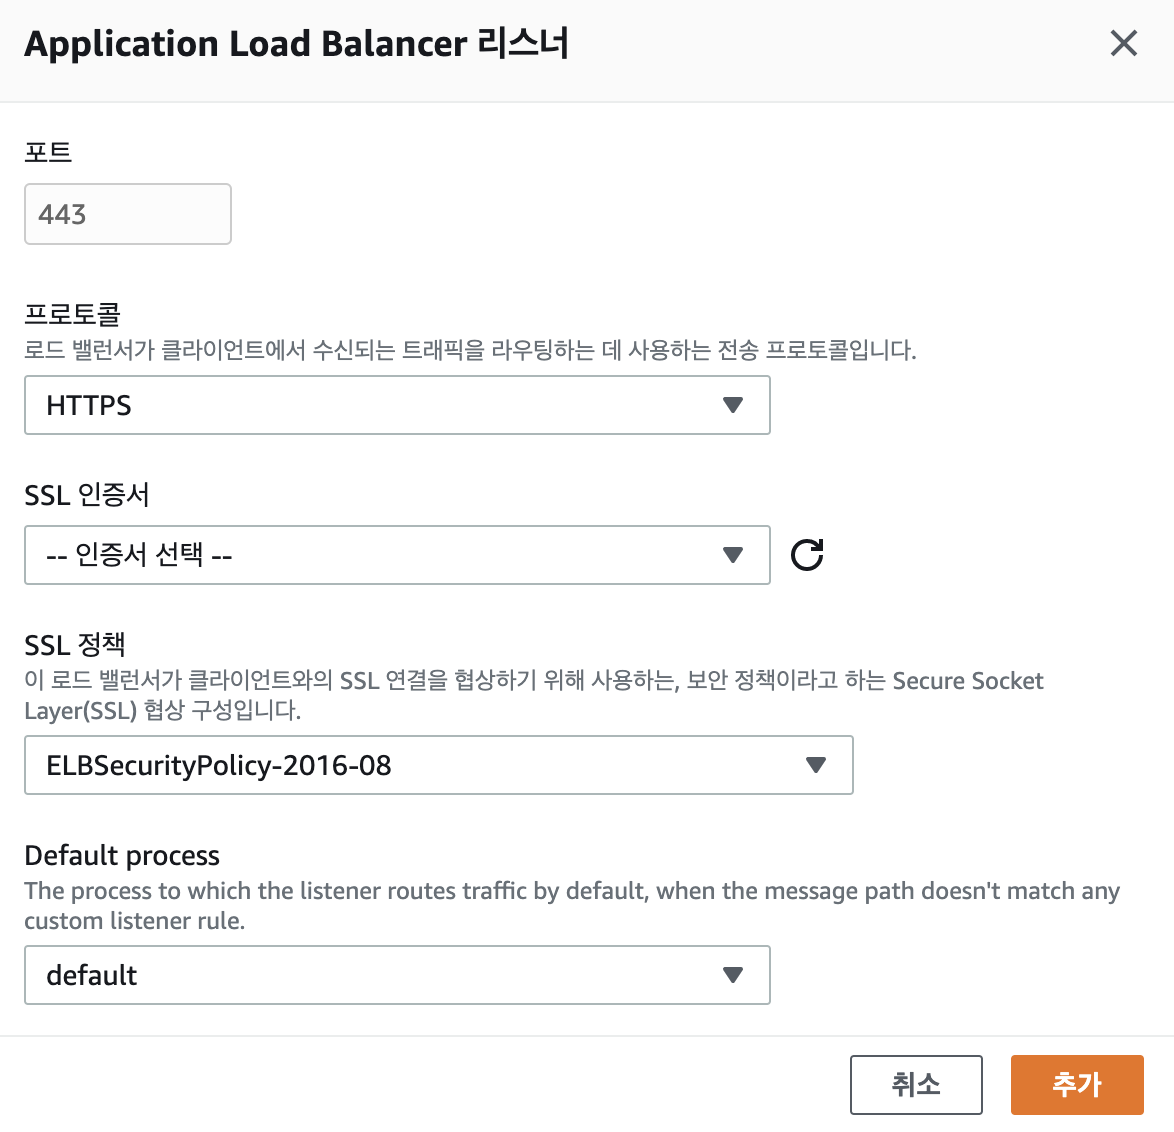 Application Load Balancer 리스너
포트
443
프로토콜
로드 밸런서가 클라이언트에서 수신되는 트래픽을 라우팅하는 데 사용하는 전송 프로토콜입니다.
HTTPS
SSL 인증서
-- 인증서 선택 --
SSL 정책
이 로드 밸런서가 클라이언트와의 SSL 연결을 협상하기 위해 사용하는, 보안 정책이라고 하는 Secure Socket
Layer(SSL) 협상 구성입니다.
ELBSecurityPolicy-2016-08
Default process
The process to which the listener routes traffic by default, when the message path doesn't match any
custom listener rule.
default
취소
추가